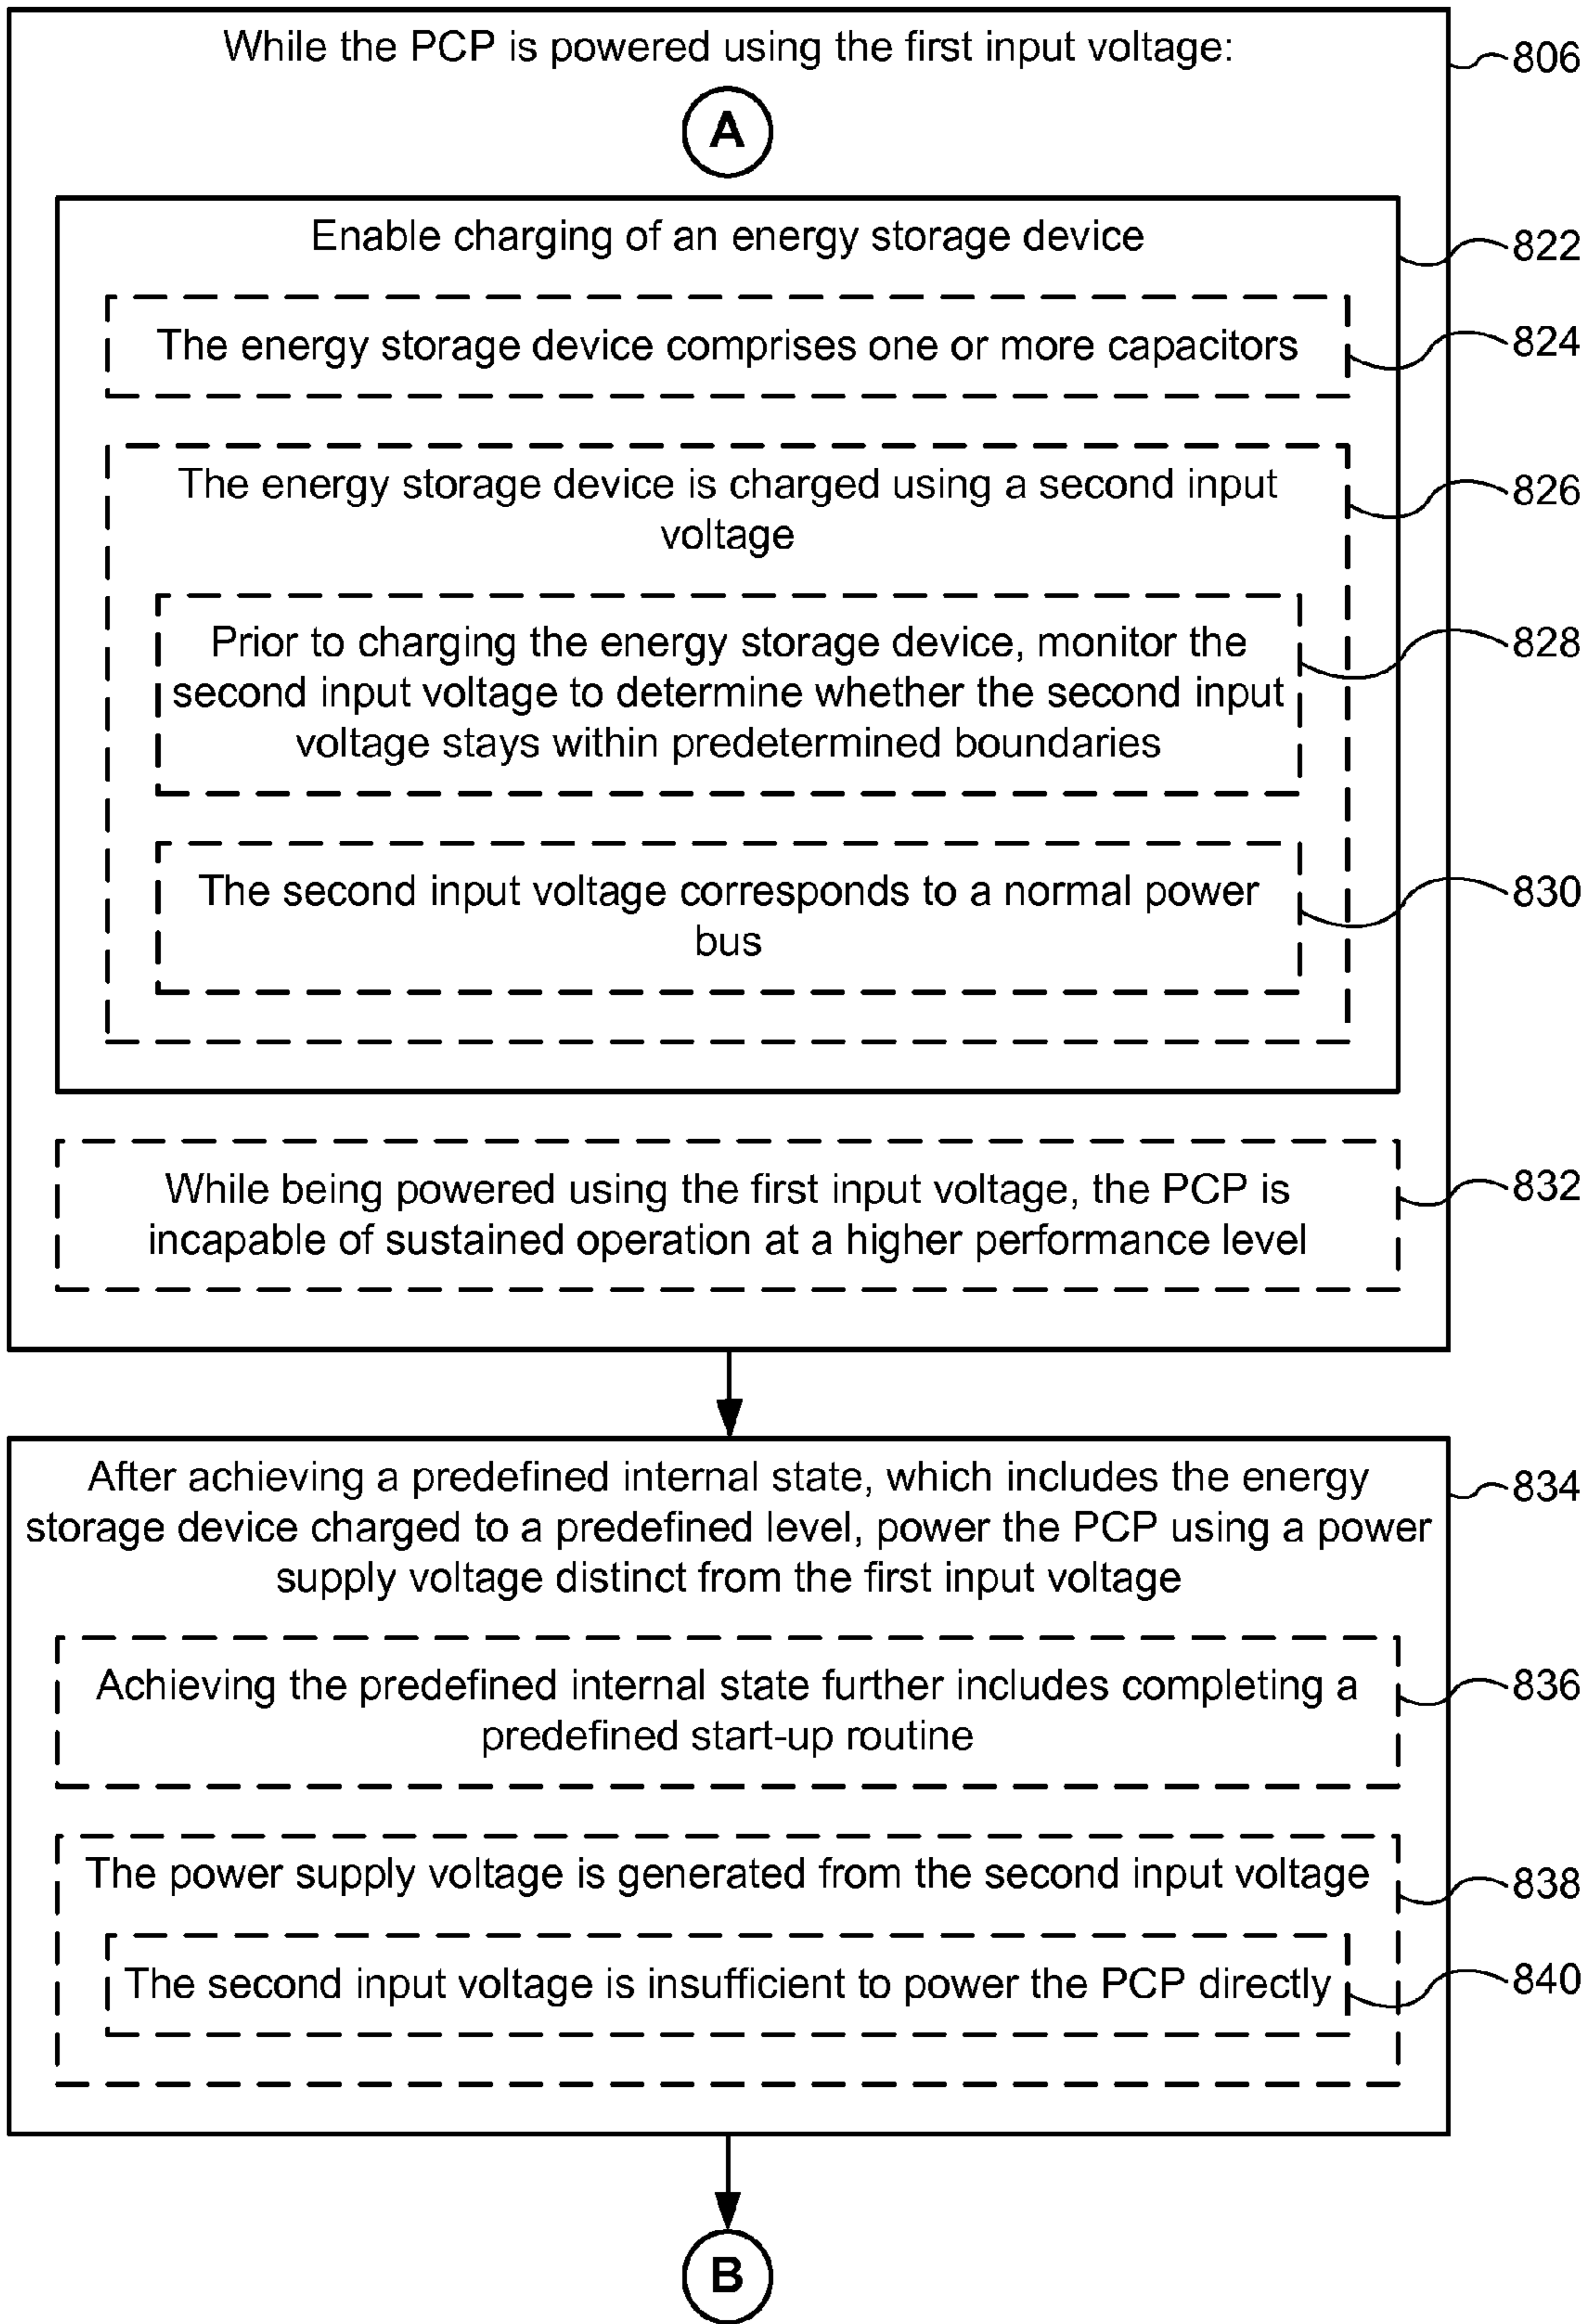 While the PCP is powered using the first input voltage:
806
A
Enable charging of an energy storage device
822
The energy storage device comprises one or more capacitors
824
The energy storage device is charged using a second input
voltage
826
Prior to charging the energy storage device, monitor the
second input voltage to determine whether the second input
voltage stays within predetermined boundaries
828
The second input voltage corresponds to a normal power
bus
830
While being powered using the first input voltage, the PCP is
incapable of sustained operation at a higher performance level
832
After achieving a predefined internal state, which includes the energy
storage device charged to a predefined level, power the PCP using a power
supply voltage distinct from the first input voltage
834
Achieving the predefined internal state further includes completing a
predefined start-up routine
836
The power supply voltage is generated from the second input voltage
838
The second input voltage is insufficient to power the PCP directly
840
B